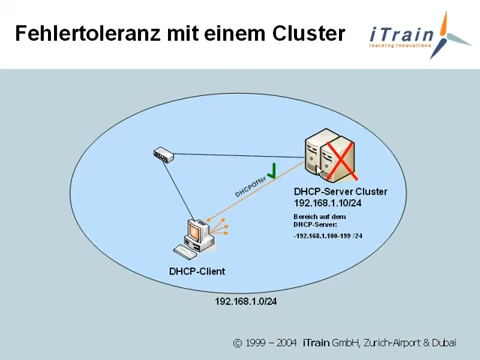 Fehlertoleranz mit einem Cluster
iTrain
learning innovations
DHCPOffer
DHCP-Server Cluster
192.168.1.10/24
Bereich auf dem
DHCP-Server:
-192.168.1.100-199 /24
DHCP-Client
192.168.1.0/24
© 1999 – 2004 iTrain GmbH, Zurich-Airport & Dubai